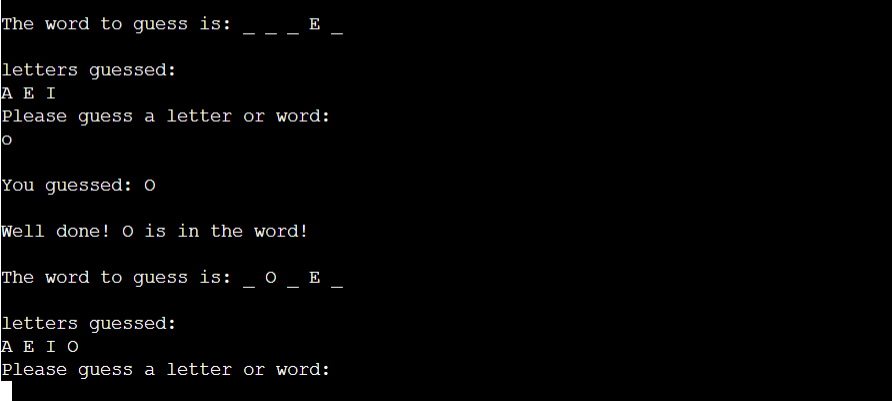 The word to guess is: _ _ _ E _
letters guessed:
A E I
Please guess a letter or word:
o
You guessed: O
Well done! O is in the word!
The word to guess is: _ O _ E _
letters guessed:
A E I O
Please guess a letter or word: